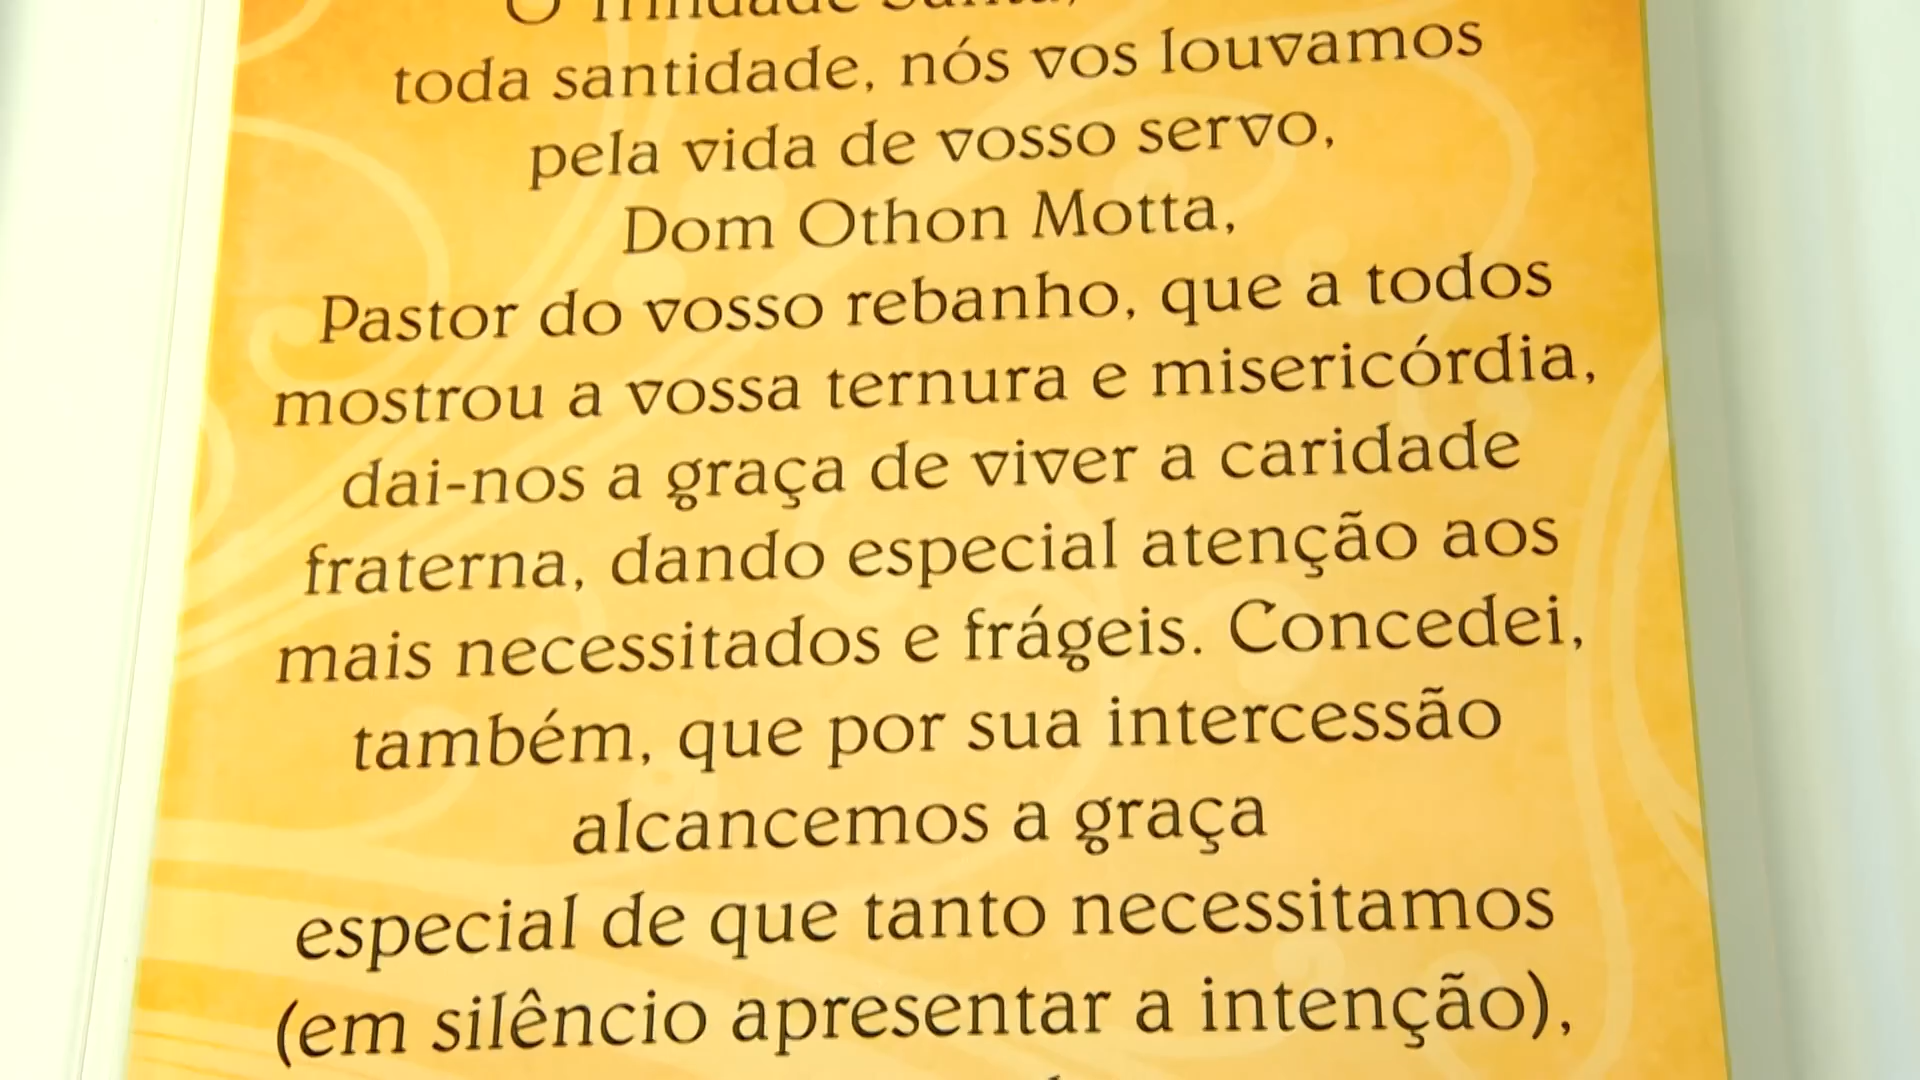 Ó Trindade Santa,
toda santidade, nós vos louvamos
pela vida de vosso servo,
Dom Othon Motta,
Pastor do vosso rebanho, que a todos
mostrou a vossa ternura e misericórdia,
dai-nos a graça de viver a caridade
fraterna, dando especial atenção aos
mais necessitados e frágeis. Concedei,
também, que por sua intercessão
alcancemos a graça
especial de que tanto necessitamos
(em silêncio apresentar a intenção),